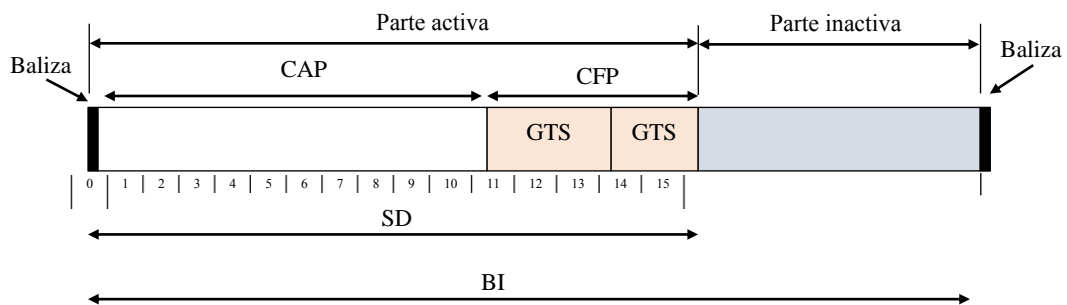 Parte activa Parte inactiva
Baliza CAP CFP Baliza
GTS GTS
0 1 2 3 4 5 6 7 8 9 10 11 12 13 14 15
SD
BI